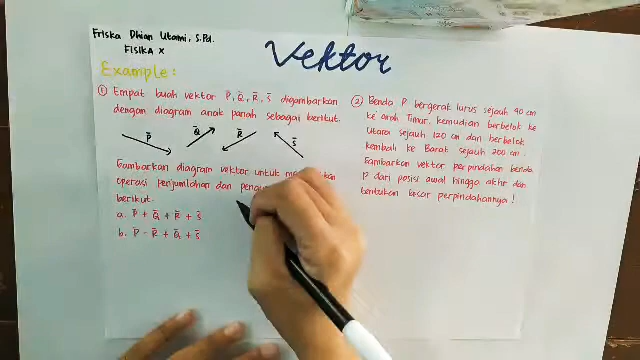 Friska Dhian Utami, S.Pd.
FISIKA X
Vektor
Example :
① Empat buah vektor P̄, Q̄, R̄, S̄ digambarkan
dengan diagram anak panah sebagai berikut.
P̄ Q̄ R̄ S̄
Gambarkan diagram vektor untuk
operasi penjumlahan dan
berikut.
a. P̄ + Q̄ + R̄ + S̄
b. P̄ - R̄ + Q̄ + S̄
② Benda P bergerak lurus sejauh 90 cm
ke arah Timur, kemudian berbelok ke
Utara sejauh 120 cm dan berbelok
kembali ke Barat sejauh 200 cm.
Gambarkan vektor perpindahan benda
P dari posisi awal hingga akhir dan
tentukan besar perpindahannya!